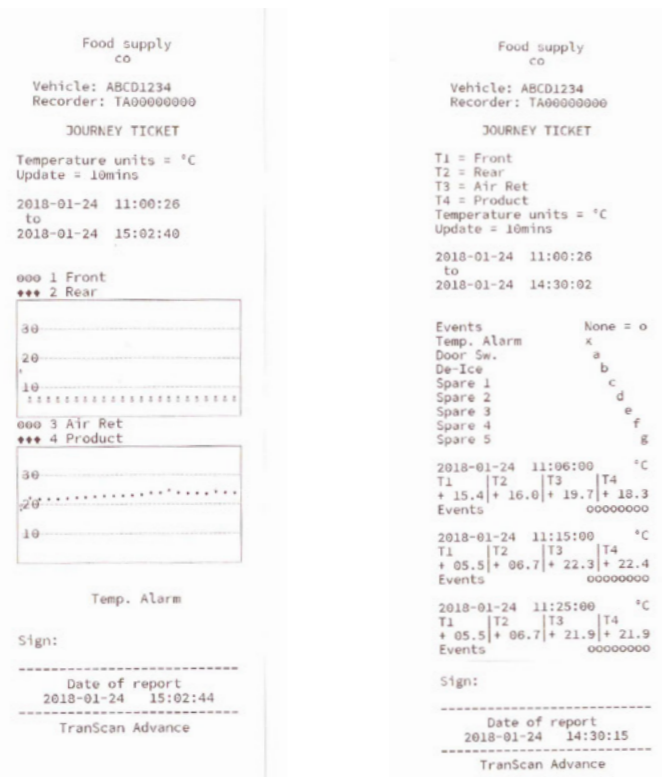 Food supply
co
Vehicle: ABCD1234
Recorder: TA00000000
JOURNEY TICKET
Temperature units = °C
Update = 10mins
2018-01-24 11:00:26
to
2018-01-24 15:02:40
ooo 1 Front
♦♦♦ 2 Rear
30
20
10
ooo 3 Air Ret
♦♦♦ 4 Product
30
20
10
Temp. Alarm
Sign:
Date of report
2018-01-24 15:02:44
TranScan Advance
Food supply
co
Vehicle: ABCD1234
Recorder: TA00000000
JOURNEY TICKET
T1 = Front
T2 = Rear
T3 = Air Ret
T4 = Product
Temperature units = °C
Update = 10mins
2018-01-24 11:00:26
to
2018-01-24 14:30:02
Events None = o
Temp. Alarm x
Door Sw. a
De-Ice b
Spare 1 c
Spare 2 d
Spare 3 e
Spare 4 f
Spare 5 g
2018-01-24 11:06:00 °C
T1 |T2 |T3 |T4
+ 15.4|+ 16.0|+ 19.7|+ 18.3
Events oooooooo
2018-01-24 11:15:00 °C
T1 |T2 |T3 |T4
+ 05.5|+ 06.7|+ 22.3|+ 22.4
Events oooooooo
2018-01-24 11:25:00 °C
T1 |T2 |T3 |T4
+ 05.5|+ 06.7|+ 21.9|+ 21.9
Events oooooooo
Sign:
Date of report
2018-01-24 14:30:15
TranScan Advance